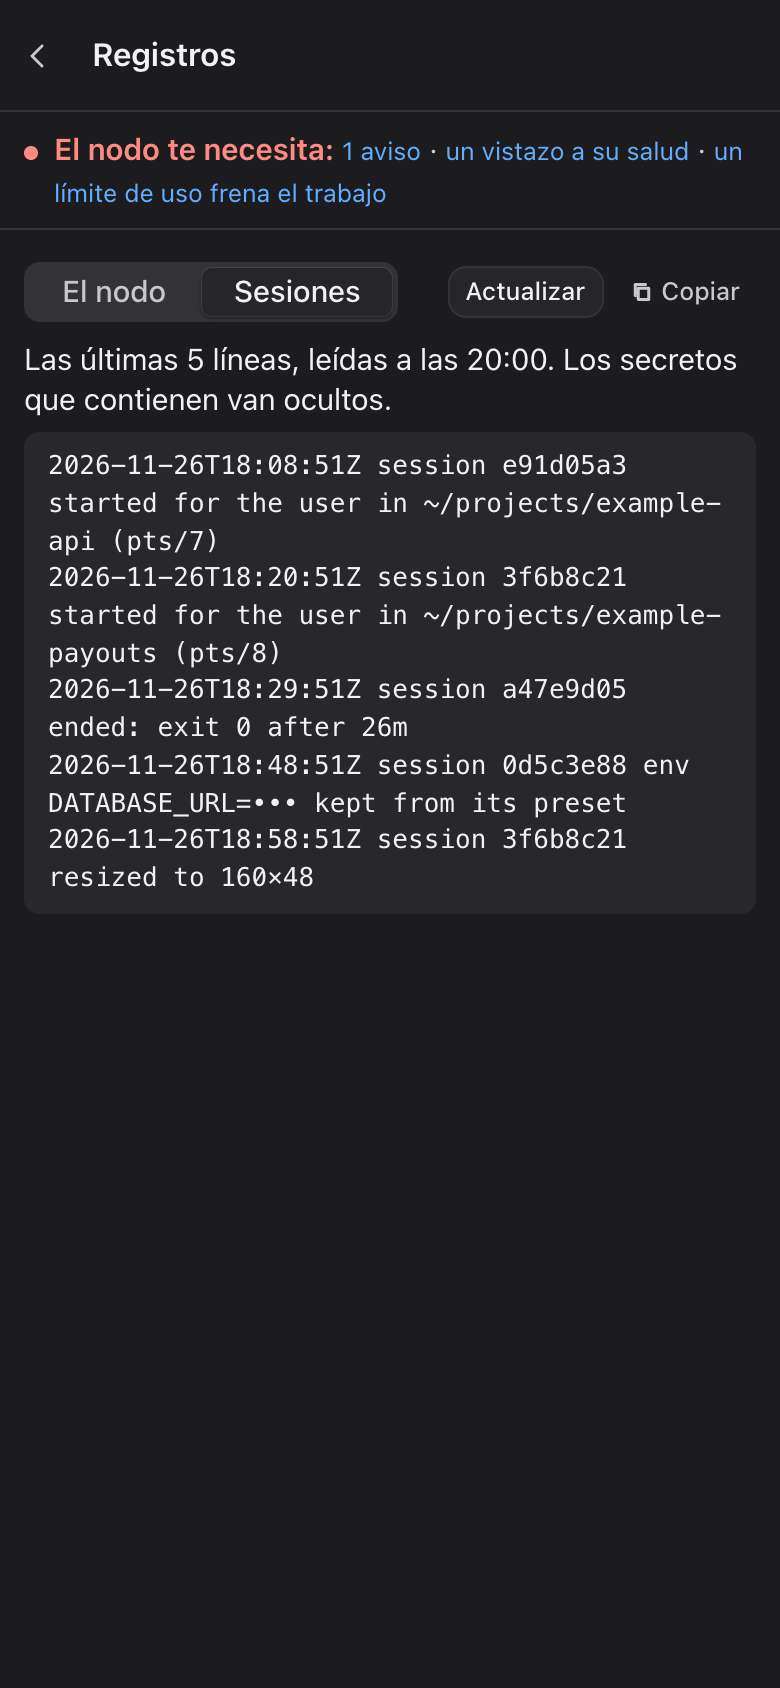 Registros
El nodo te necesita: 1 aviso · un vistazo a su salud · un
límite de uso frena el trabajo
El nodo
Sesiones
Actualizar
Copiar
Las últimas 5 líneas, leídas a las 20:00. Los secretos
que contienen van ocultos.
2026-11-26T18:08:51Z session e91d05a3
started for the user in ~/projects/example-
api (pts/7)
2026-11-26T18:20:51Z session 3f6b8c21
started for the user in ~/projects/example-
payouts (pts/8)
2026-11-26T18:29:51Z session a47e9d05
ended: exit 0 after 26m
2026-11-26T18:48:51Z session 0d5c3e88 env
DATABASE_URL=••• kept from its preset
2026-11-26T18:58:51Z session 3f6b8c21
resized to 160×48